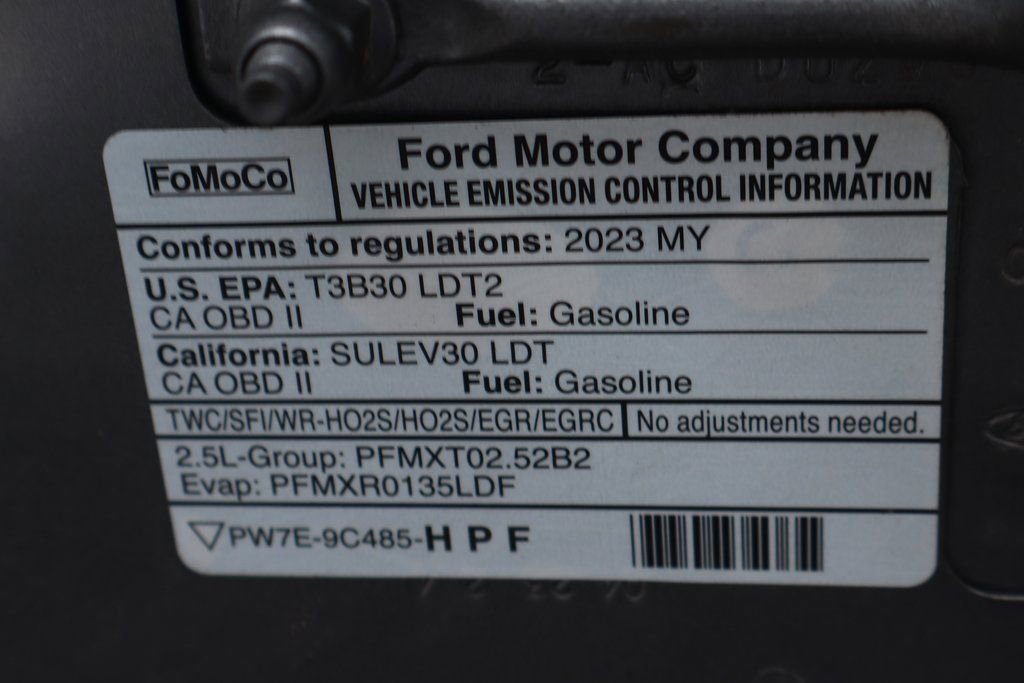 FoMoCo
Ford Motor Company
VEHICLE EMISSION CONTROL INFORMATION
Conforms to regulations: 2023 MY
U.S. EPA: T3B30 LDT2
CA OBD II Fuel: Gasoline
California: SULEV30 LDT
CA OBD II Fuel: Gasoline
TWC/SFI/WR-HO2S/HO2S/EGR/EGRC No adjustments needed.
2.5L-Group: PFMXT02.52B2
Evap: PFMXR0135LDF
PW7E-9C485-H P F